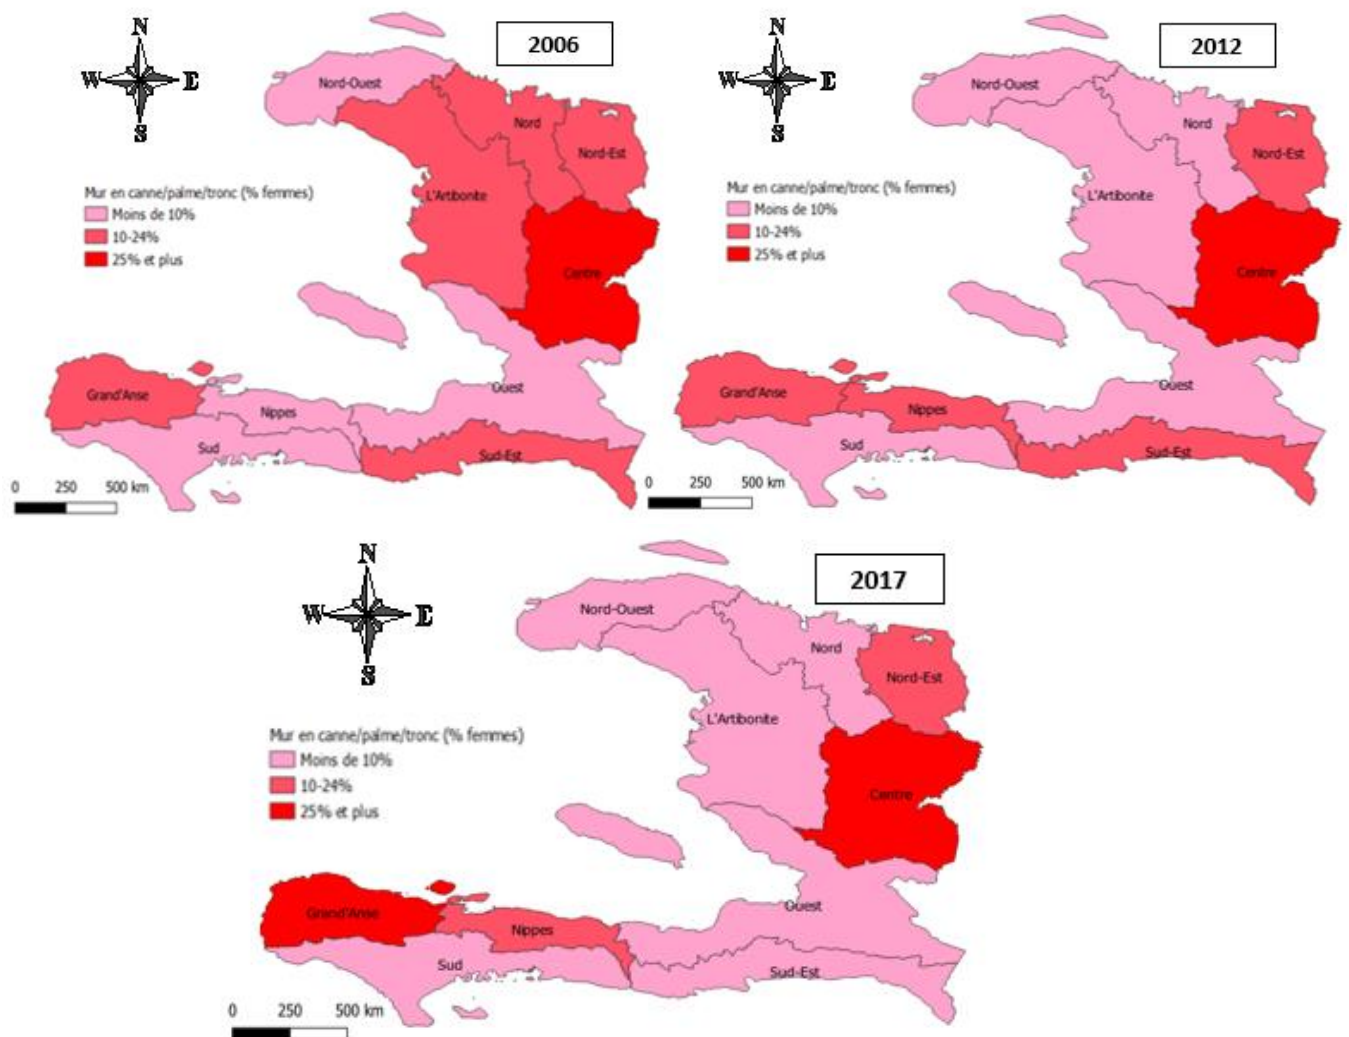 N
2006
W E
S
Nord-Ouest
Nord
Nord-Est
Mur en canne/palme/tronc (% femmes)
Moins de 10%
10-24%
25% et plus
L'Artibonite
Centre
Grand'Anse
Nippes
Ouest
Sud
Sud-Est
0 250 500 km
N
2012
W E
S
Nord-Ouest
Nord
Nord-Est
Mur en canne/palme/tronc (% femmes)
Moins de 10%
10-24%
25% et plus
L'Artibonite
Centre
Grand'Anse
Nippes
Ouest
Sud
Sud-Est
0 250 500 km
N
2017
W E
S
Nord-Ouest
Nord
Nord-Est
Mur en canne/palme/tronc (% femmes)
Moins de 10%
10-24%
25% et plus
L'Artibonite
Centre
Grand'Anse
Nippes
Ouest
Sud
Sud-Est
0 250 500 km